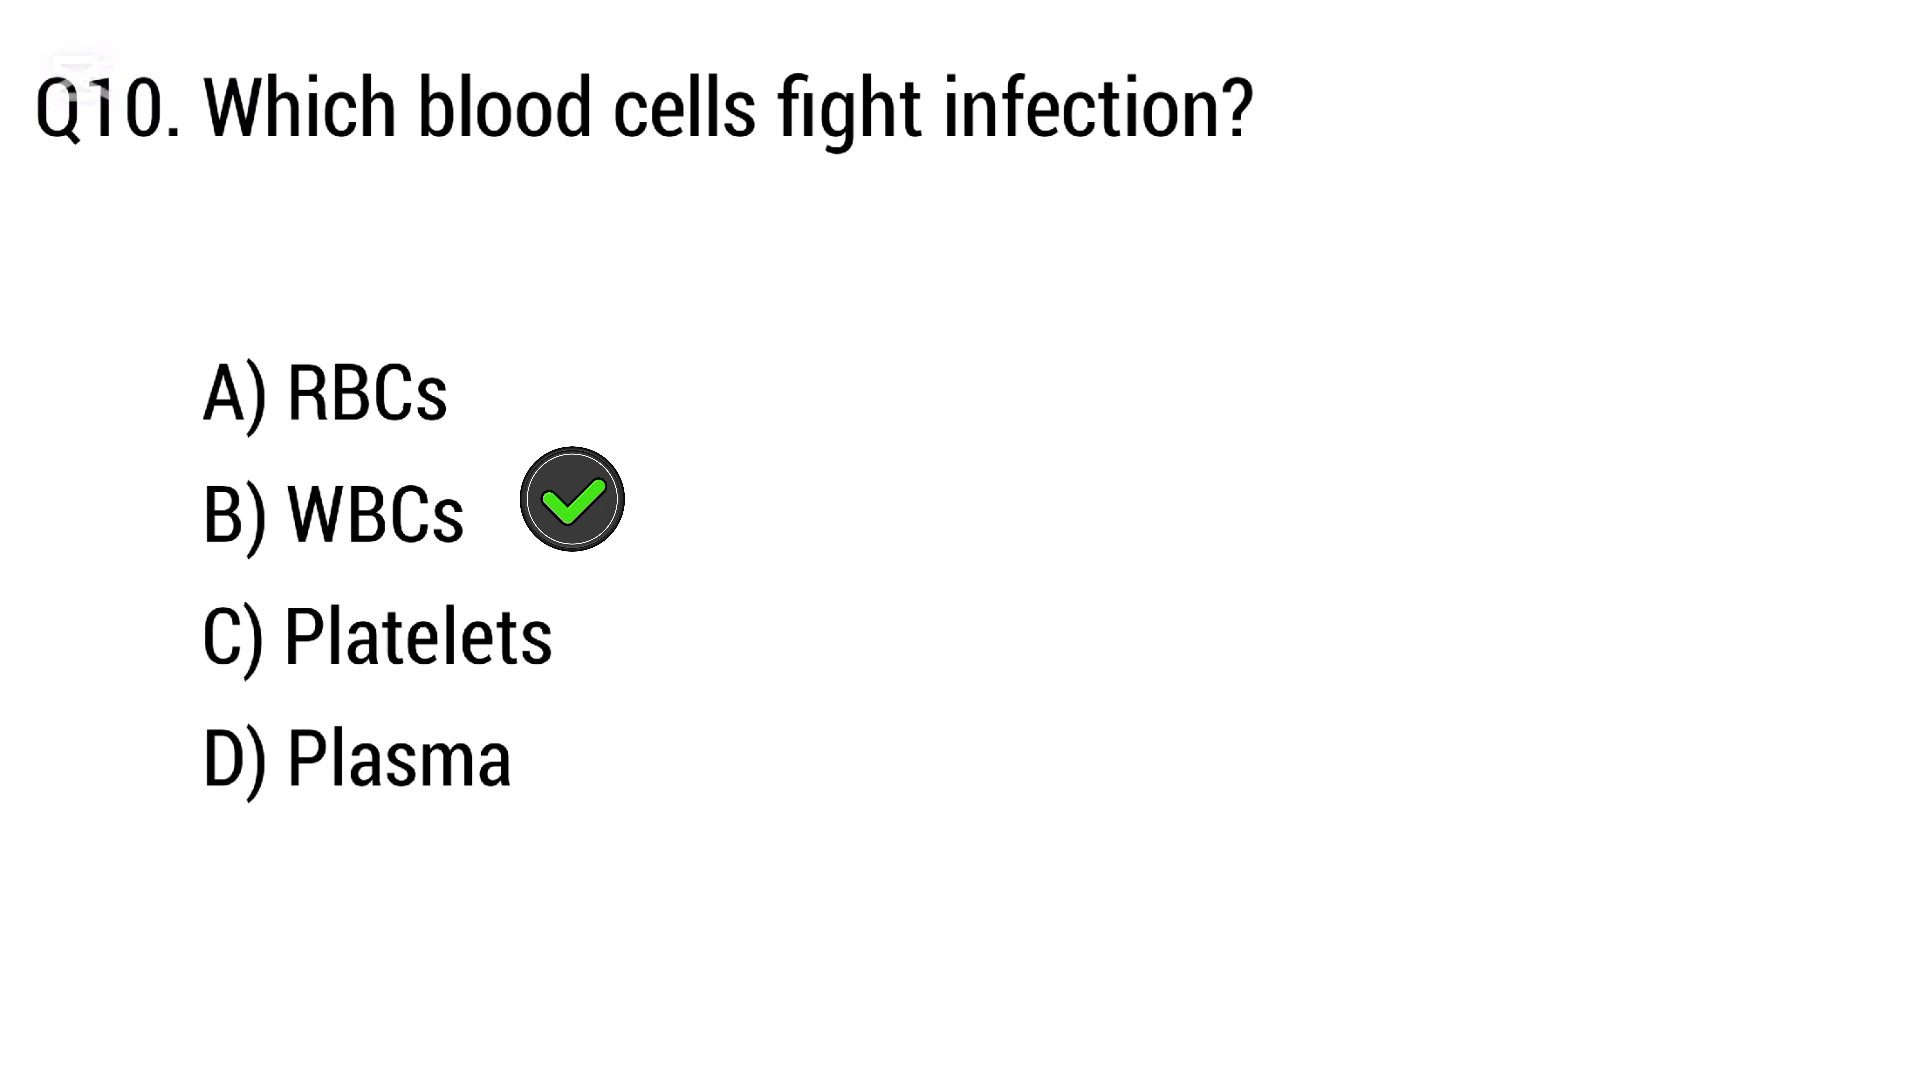 Q10. Which blood cells fight infection?
A) RBCs
B) WBCs
C) Platelets
D) Plasma